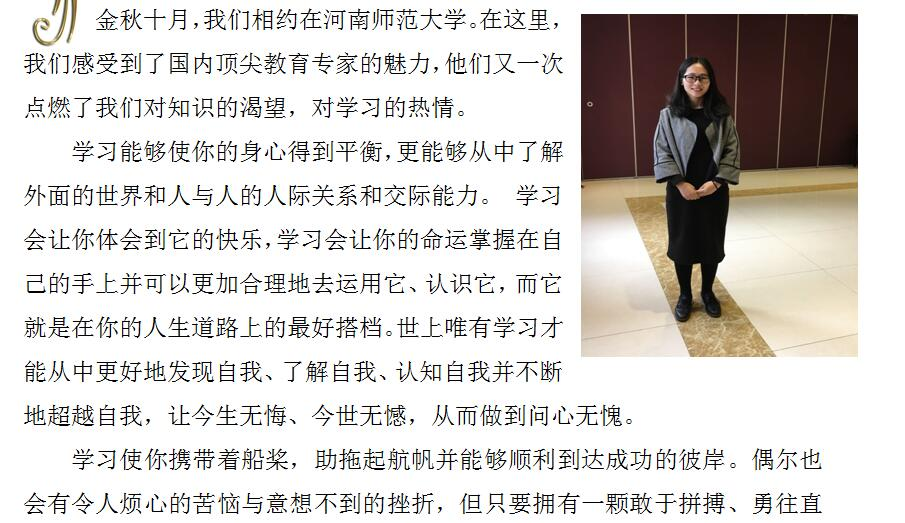 金秋十月,我们相约在河南师范大学。在这里,
我们感受到了国内顶尖教育专家的魅力,他们又一次
点燃了我们对知识的渴望，对学习的热情。
学习能够使你的身心得到平衡,更能够从中了解
外面的世界和人与人的人际关系和交际能力。 学习
会让你体会到它的快乐,学习会让你的命运掌握在自
己的手上并可以更加合理地去运用它、认识它，而它
就是在你的人生道路上的最好搭档。世上唯有学习才
能从中更好地发现自我、了解自我、认知自我并不断
地超越自我，让今生无悔、今世无憾，从而做到问心无愧。
学习使你携带着船桨，助拖起航帆并能够顺利到达成功的彼岸。偶尔也
会有令人烦心的苦恼与意想不到的挫折，但只要拥有一颗敢于拼搏、勇往直